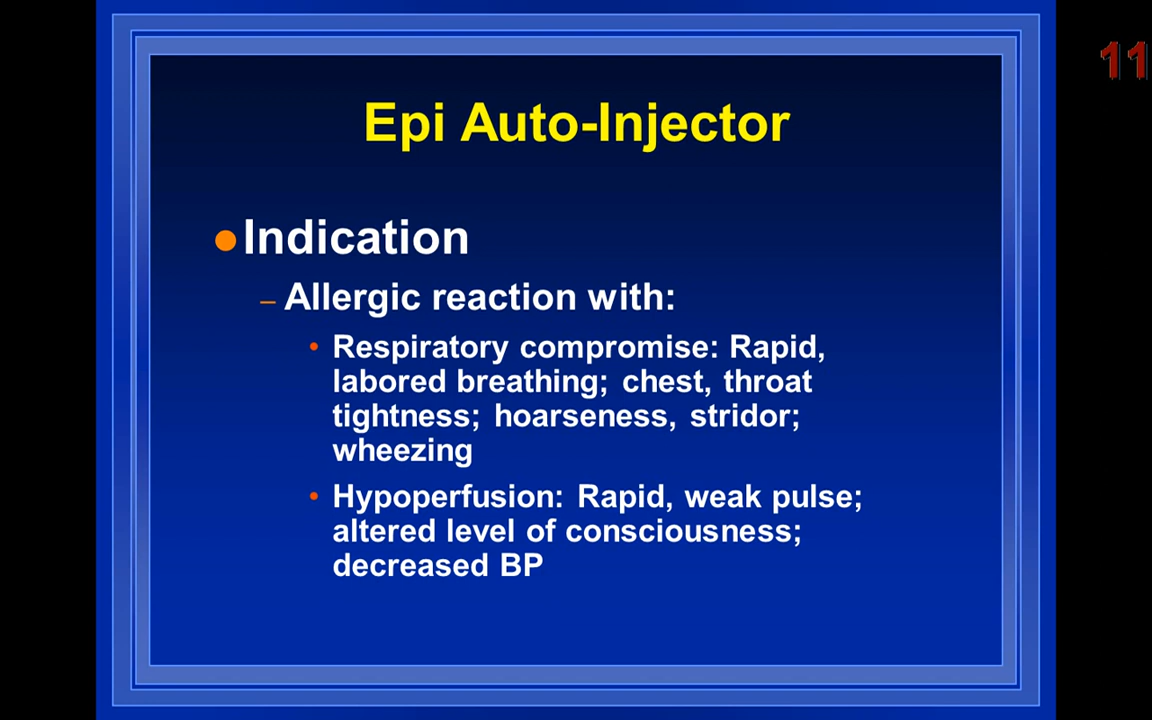 11
Epi Auto-Injector
●Indication
– Allergic reaction with:
• Respiratory compromise: Rapid,
labored breathing; chest, throat
tightness; hoarseness, stridor;
wheezing
• Hypoperfusion: Rapid, weak pulse;
altered level of consciousness;
decreased BP